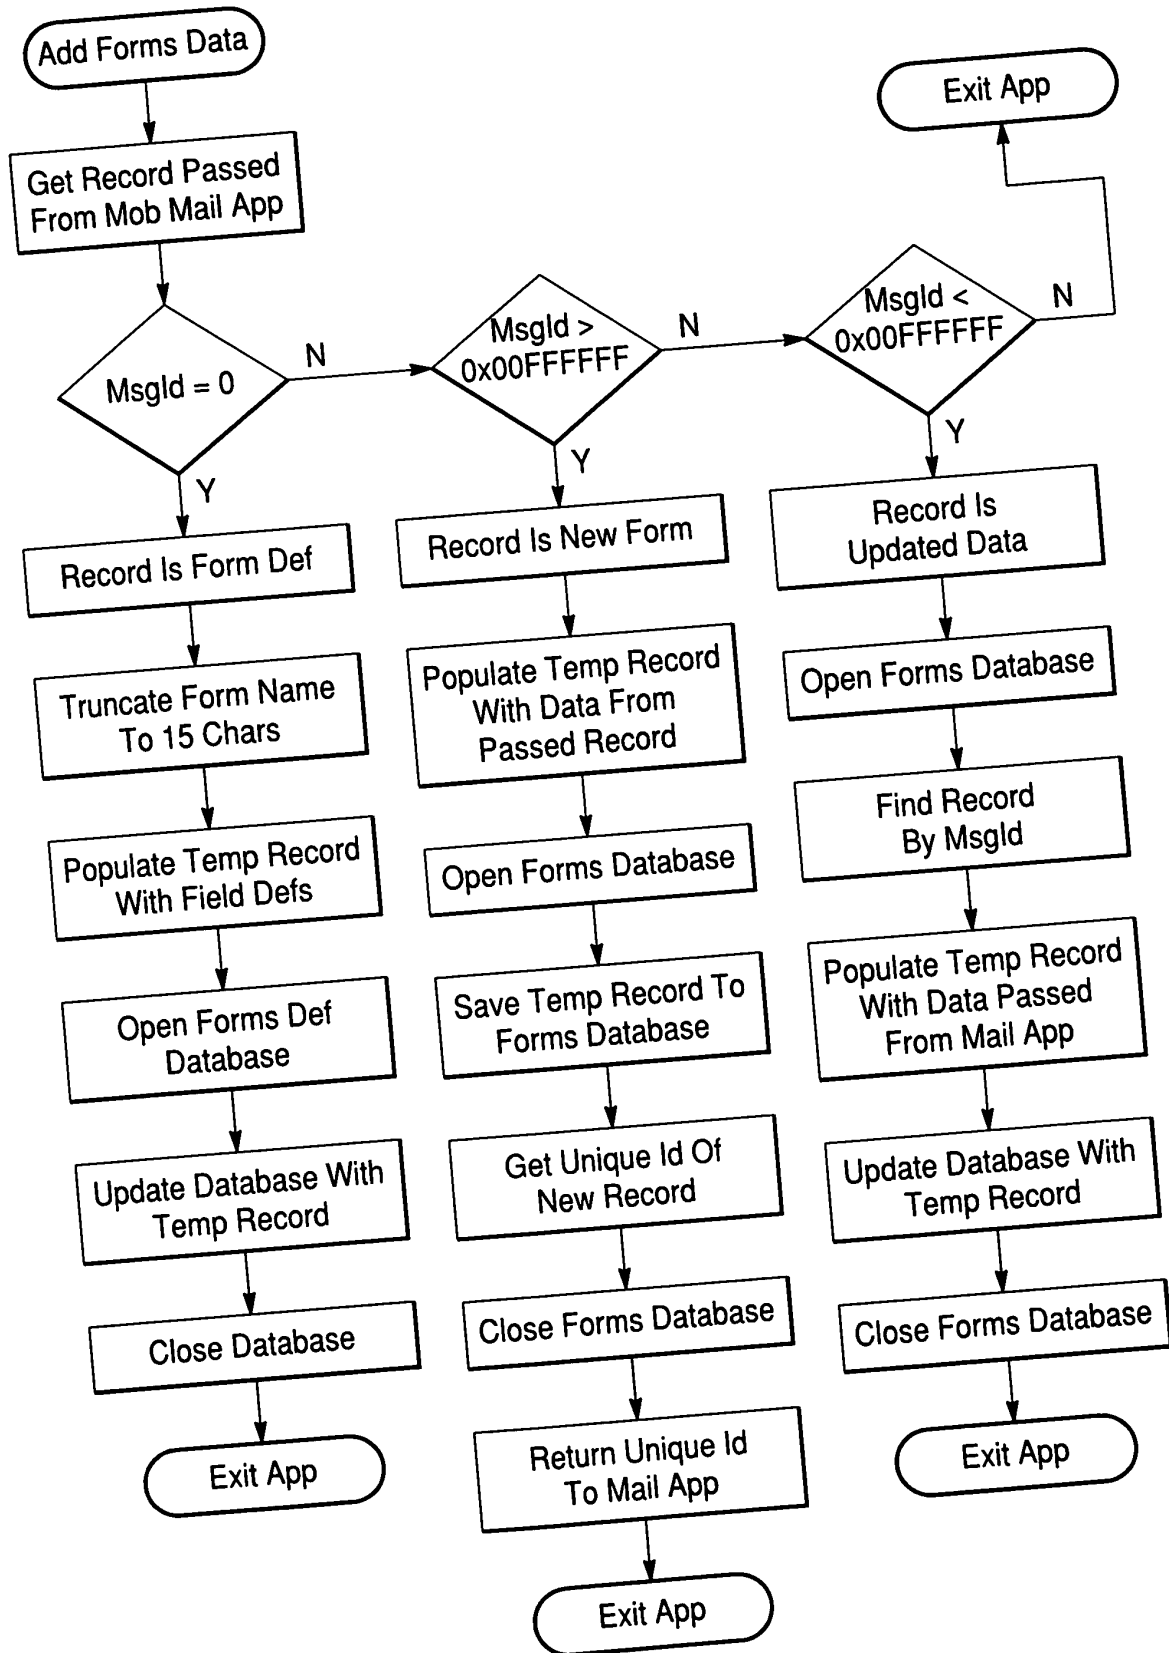 Add Forms Data
Get Record Passed
From Mob Mail App
MsgId = 0
N
Y
MsgId >
0x00FFFFFF
N
Y
MsgId <
0x00FFFFFF
N
Y
Exit App
Record Is Form Def
Truncate Form Name
To 15 Chars
Populate Temp Record
With Field Defs
Open Forms Def
Database
Update Database With
Temp Record
Close Database
Exit App
Record Is New Form
Populate Temp Record
With Data From
Passed Record
Open Forms Database
Save Temp Record To
Forms Database
Get Unique Id Of
New Record
Close Forms Database
Return Unique Id
To Mail App
Exit App
Record Is
Updated Data
Open Forms Database
Find Record
By MsgId
Populate Temp Record
With Data Passed
From Mail App
Update Database With
Temp Record
Close Forms Database
Exit App